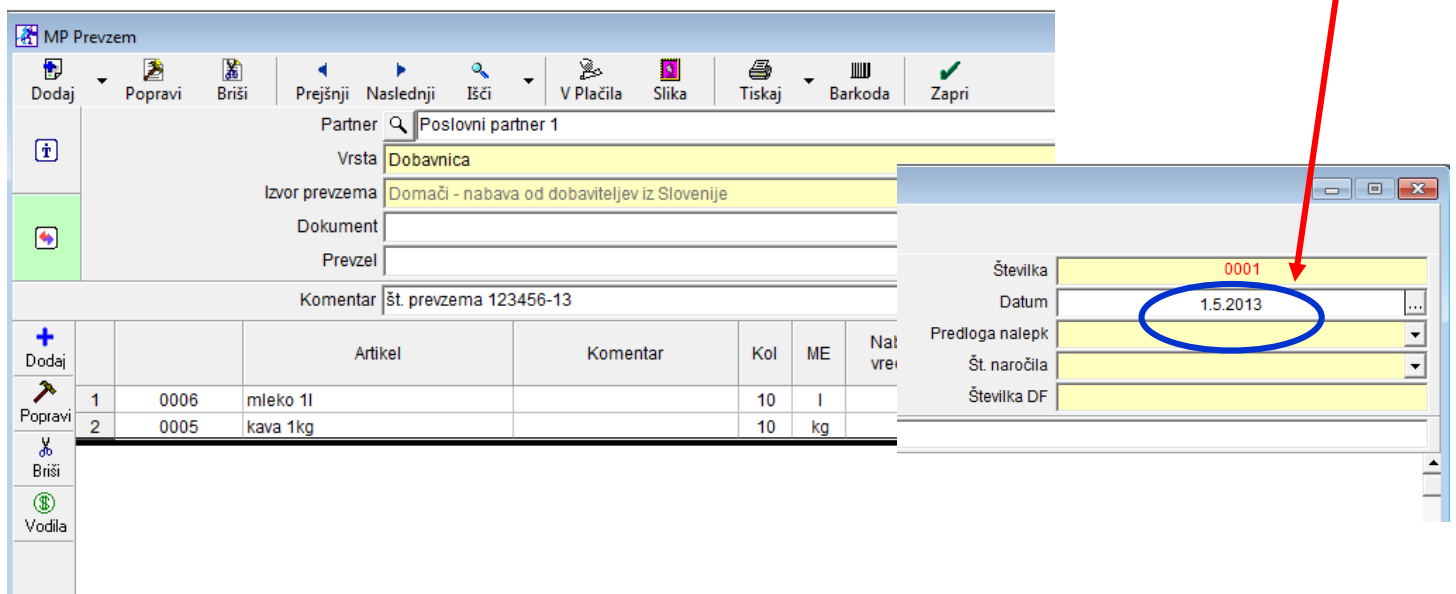 MP Prevzem
Dodaj Popravi Briši Prejšnji Naslednji Išči V Plačila Slika Tiskaj Barkoda Zapri
Partner Poslovni partner 1
Vrsta Dobavnica
Izvor prevzema Domači - nabava od dobaviteljev iz Slovenije
Dokument
Prevzel
Komentar št. prevzema 123456-13
Številka 0001
Datum 1.5.2013 ...
Predloga nalepk
Št. naročila
Številka DF
Dodaj
Popravi
Briši
Vodila
Artikel Komentar Kol ME
1 0006 mleko 1l 10 l
2 0005 kava 1kg 10 kg